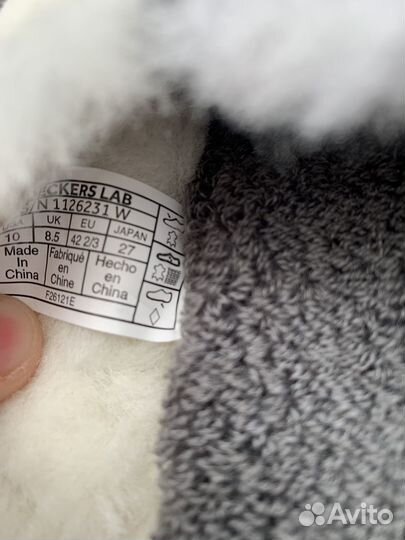 ECKERS LAB
/N 1126231 W
UK EU JAPAN
10 8.5 42 2/3 27
Made Fabriqué Hecho
in en en
China Chine China
F26121E
Avito